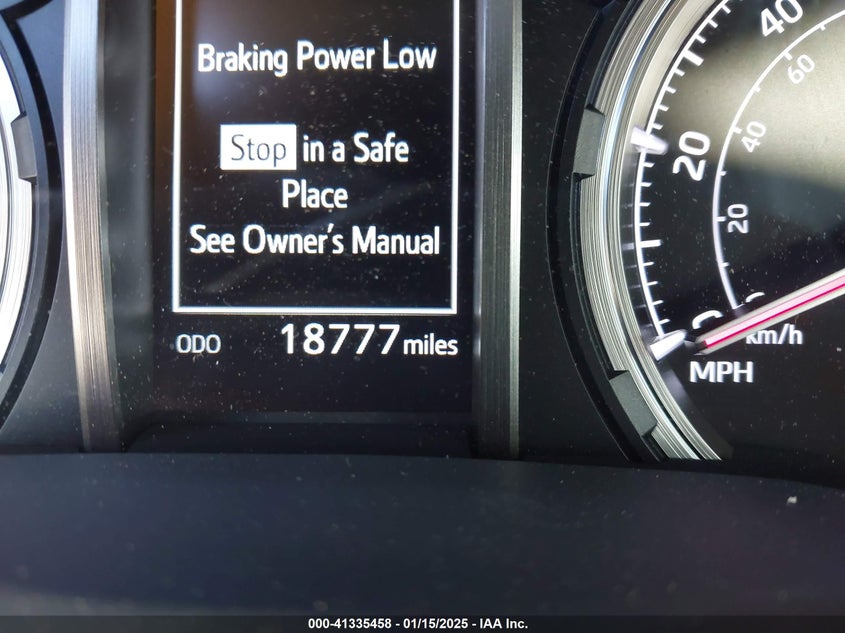 Braking Power Low
Stop in a Safe
Place
See Owner's Manual
ODO 18777 miles
40
20
60
40
20
km/h
MPH
000-41335458 - 01/15/2025 - IAA Inc.